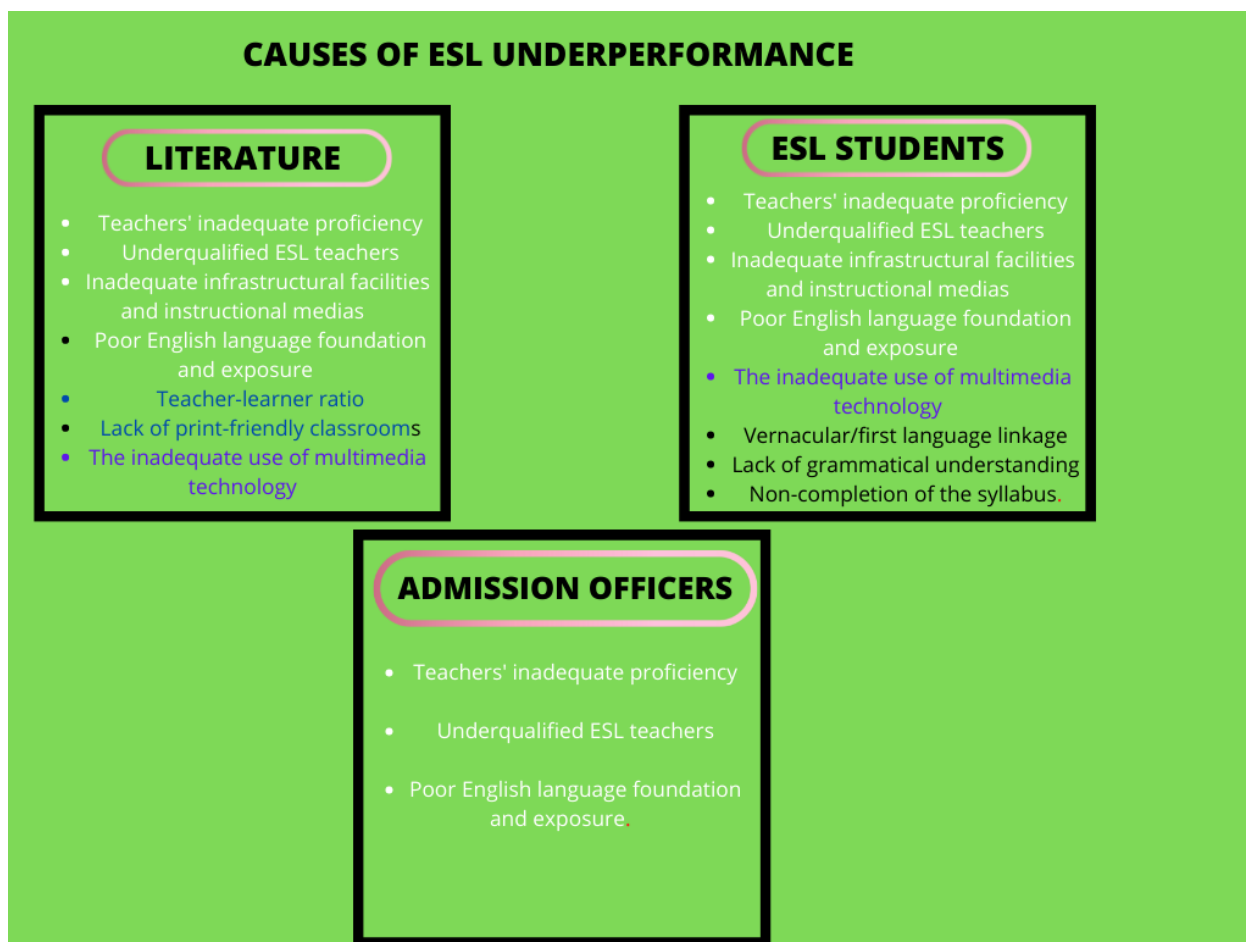 CAUSES OF ESL UNDERPERFORMANCE
LITERATURE
• Teachers' inadequate proficiency
• Underqualified ESL teachers
• Inadequate infrastructural facilities
and instructional medias
• Poor English language foundation
and exposure
• Teacher-learner ratio
• Lack of print-friendly classrooms
• The inadequate use of multimedia
technology
ESL STUDENTS
• Teachers' inadequate proficiency
• Underqualified ESL teachers
• Inadequate infrastructural facilities
and instructional medias
• Poor English language foundation
and exposure
• The inadequate use of multimedia
technology
• Vernacular/first language linkage
• Lack of grammatical understanding
• Non-completion of the syllabus.
ADMISSION OFFICERS
• Teachers' inadequate proficiency
• Underqualified ESL teachers
• Poor English language foundation
and exposure.